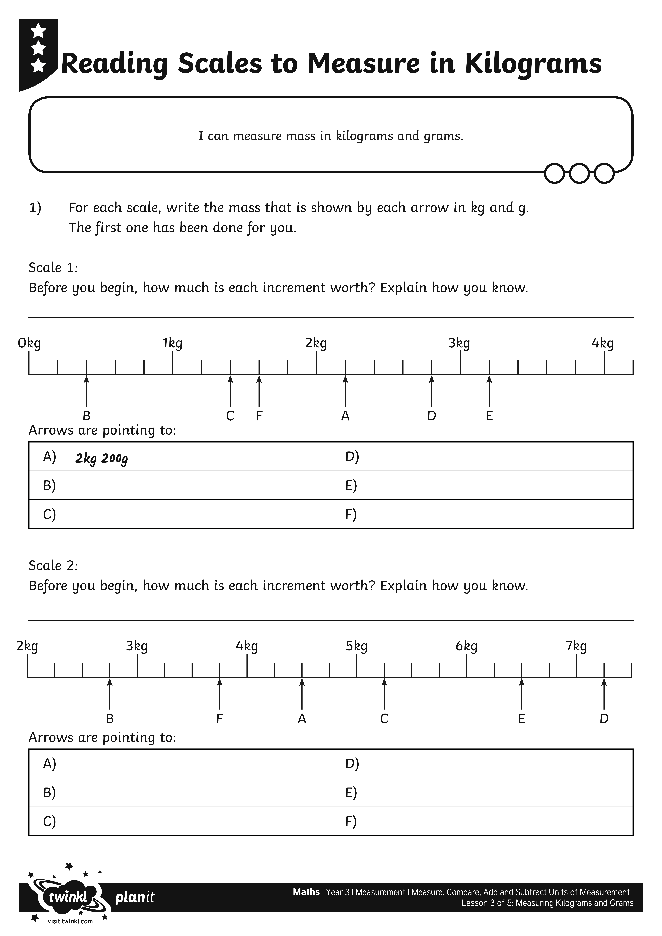 Reading Scales to Measure in Kilograms
I can measure mass in kilograms and grams.
1) For each scale, write the mass that is shown by each arrow in kg and g.
The first one has been done for you.
Scale 1:
Before you begin, how much is each increment worth? Explain how you know.
0kg 1kg 2kg 3kg 4kg
B C F A D E
Arrows are pointing to:
A) 2kg 200g D)
B) E)
C) F)
Scale 2:
Before you begin, how much is each increment worth? Explain how you know.
2kg 3kg 4kg 5kg 6kg 7kg
B F A C E D
Arrows are pointing to:
A) D)
B) E)
C) F)
twinkl planit
visit twinkl.com
Maths Year 3 | Measurement | Measure, Compare, Add and Subtract Units of Measurement
Lesson 3 of 5: Measuring Kilograms and Grams